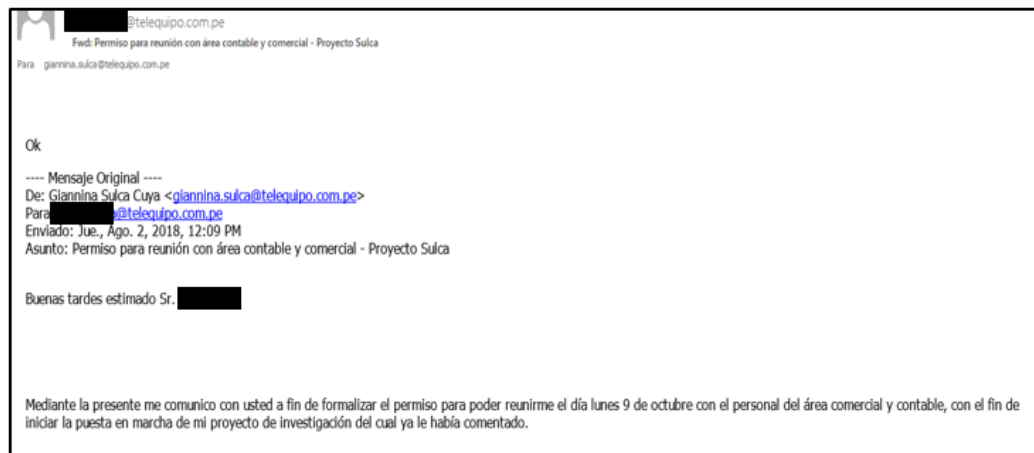 @telequipo.com.pe
Fwd: Permiso para reunión con área contable y comercial - Proyecto Sulca
Para giannina.sulca@telequipo.com.pe
Ok
---- Mensaje Original ----
De: Giannina Sulca Cuya <giannina.sulca@telequipo.com.pe>
Para @telequipo.com.pe
Enviado: Jue., Ago. 2, 2018, 12:09 PM
Asunto: Permiso para reunión con área contable y comercial - Proyecto Sulca
Buenas tardes estimado Sr.
Mediante la presente me comunico con usted a fin de formalizar el permiso para poder reunirme el día lunes 9 de octubre con el personal del área comercial y contable, con el fin de
iniciar la puesta en marcha de mi proyecto de investigación del cual ya le había comentado.